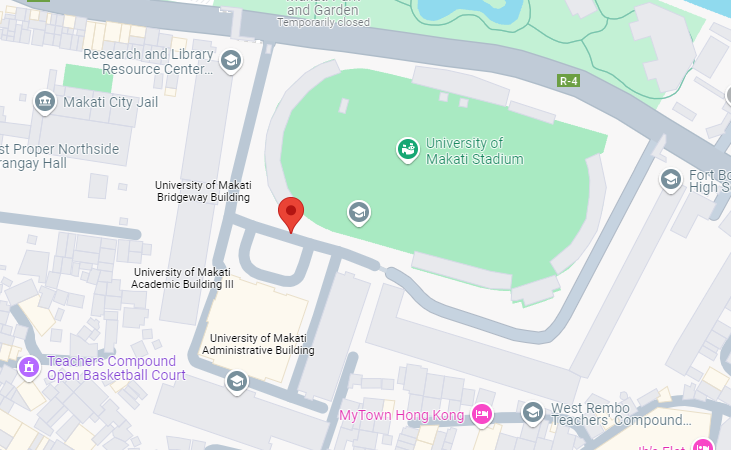 and Garden
Temporarily closed
R-4
Research and Library
Resource Center...
Makati City Jail
University of
Makati Stadium
st Proper Northside
rangay Hall
Fort Bo
High S
University of Makati
Bridgeway Building
University of Makati
Academic Building III
University of Makati
Administrative Building
Teachers Compound
Open Basketball Court
MyTown Hong Kong
West Rembo
Teachers' Compound...